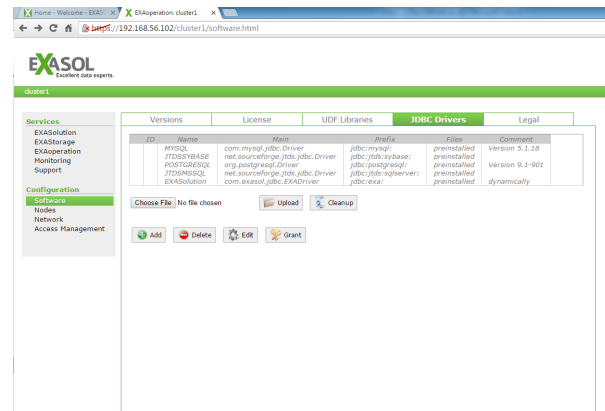 Home - Welcome - EXAS
EXAoperation: cluster1
https://192.168.56.102/cluster1/software.html
EXASOL
Excellent data experts.
cluster1
Services
EXASolution
EXAStorage
EXAoperation
Monitoring
Support
Configuration
Software
Nodes
Network
Access Management
Versions License UDF Libraries JDBC Drivers Legal
ID Name Main Prefix Files Comment
MYSQL com.mysql.jdbc.Driver jdbc:mysql: preinstalled Version 5.1.18
JTDSSYBASE net.sourceforge.jtds.jdbc.Driver jdbc:jtds:sybase: preinstalled
POSTGRESQL org.postgresql.Driver jdbc:postgresql: preinstalled Version 9.1-901
JTDSMSSQL net.sourceforge.jtds.jdbc.Driver jdbc:jtds:sqlserver: preinstalled
EXASolution com.exasol.jdbc.EXADriver jdbc:exa: preinstalled dynamically
Choose File No file chosen Upload Cleanup
Add Delete Edit Grant